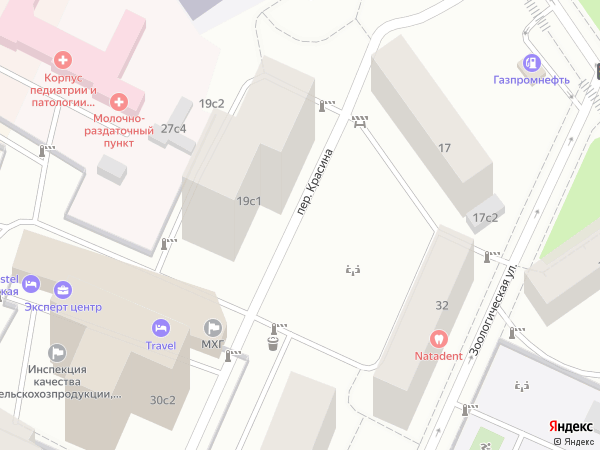 Корпус
педиатрии и
патологии...
Молочно-
раздаточный
пункт
27с4
19с2
Газпромнефть
17
19с1
пер. Красина
17с2
Зоологическая ул.
stel
Эксперт центр
32
Travel
МХГ
Natadent
Инспекция
качества
ельскохозпродукции,...
30с2
Яндекс
© Яндекс